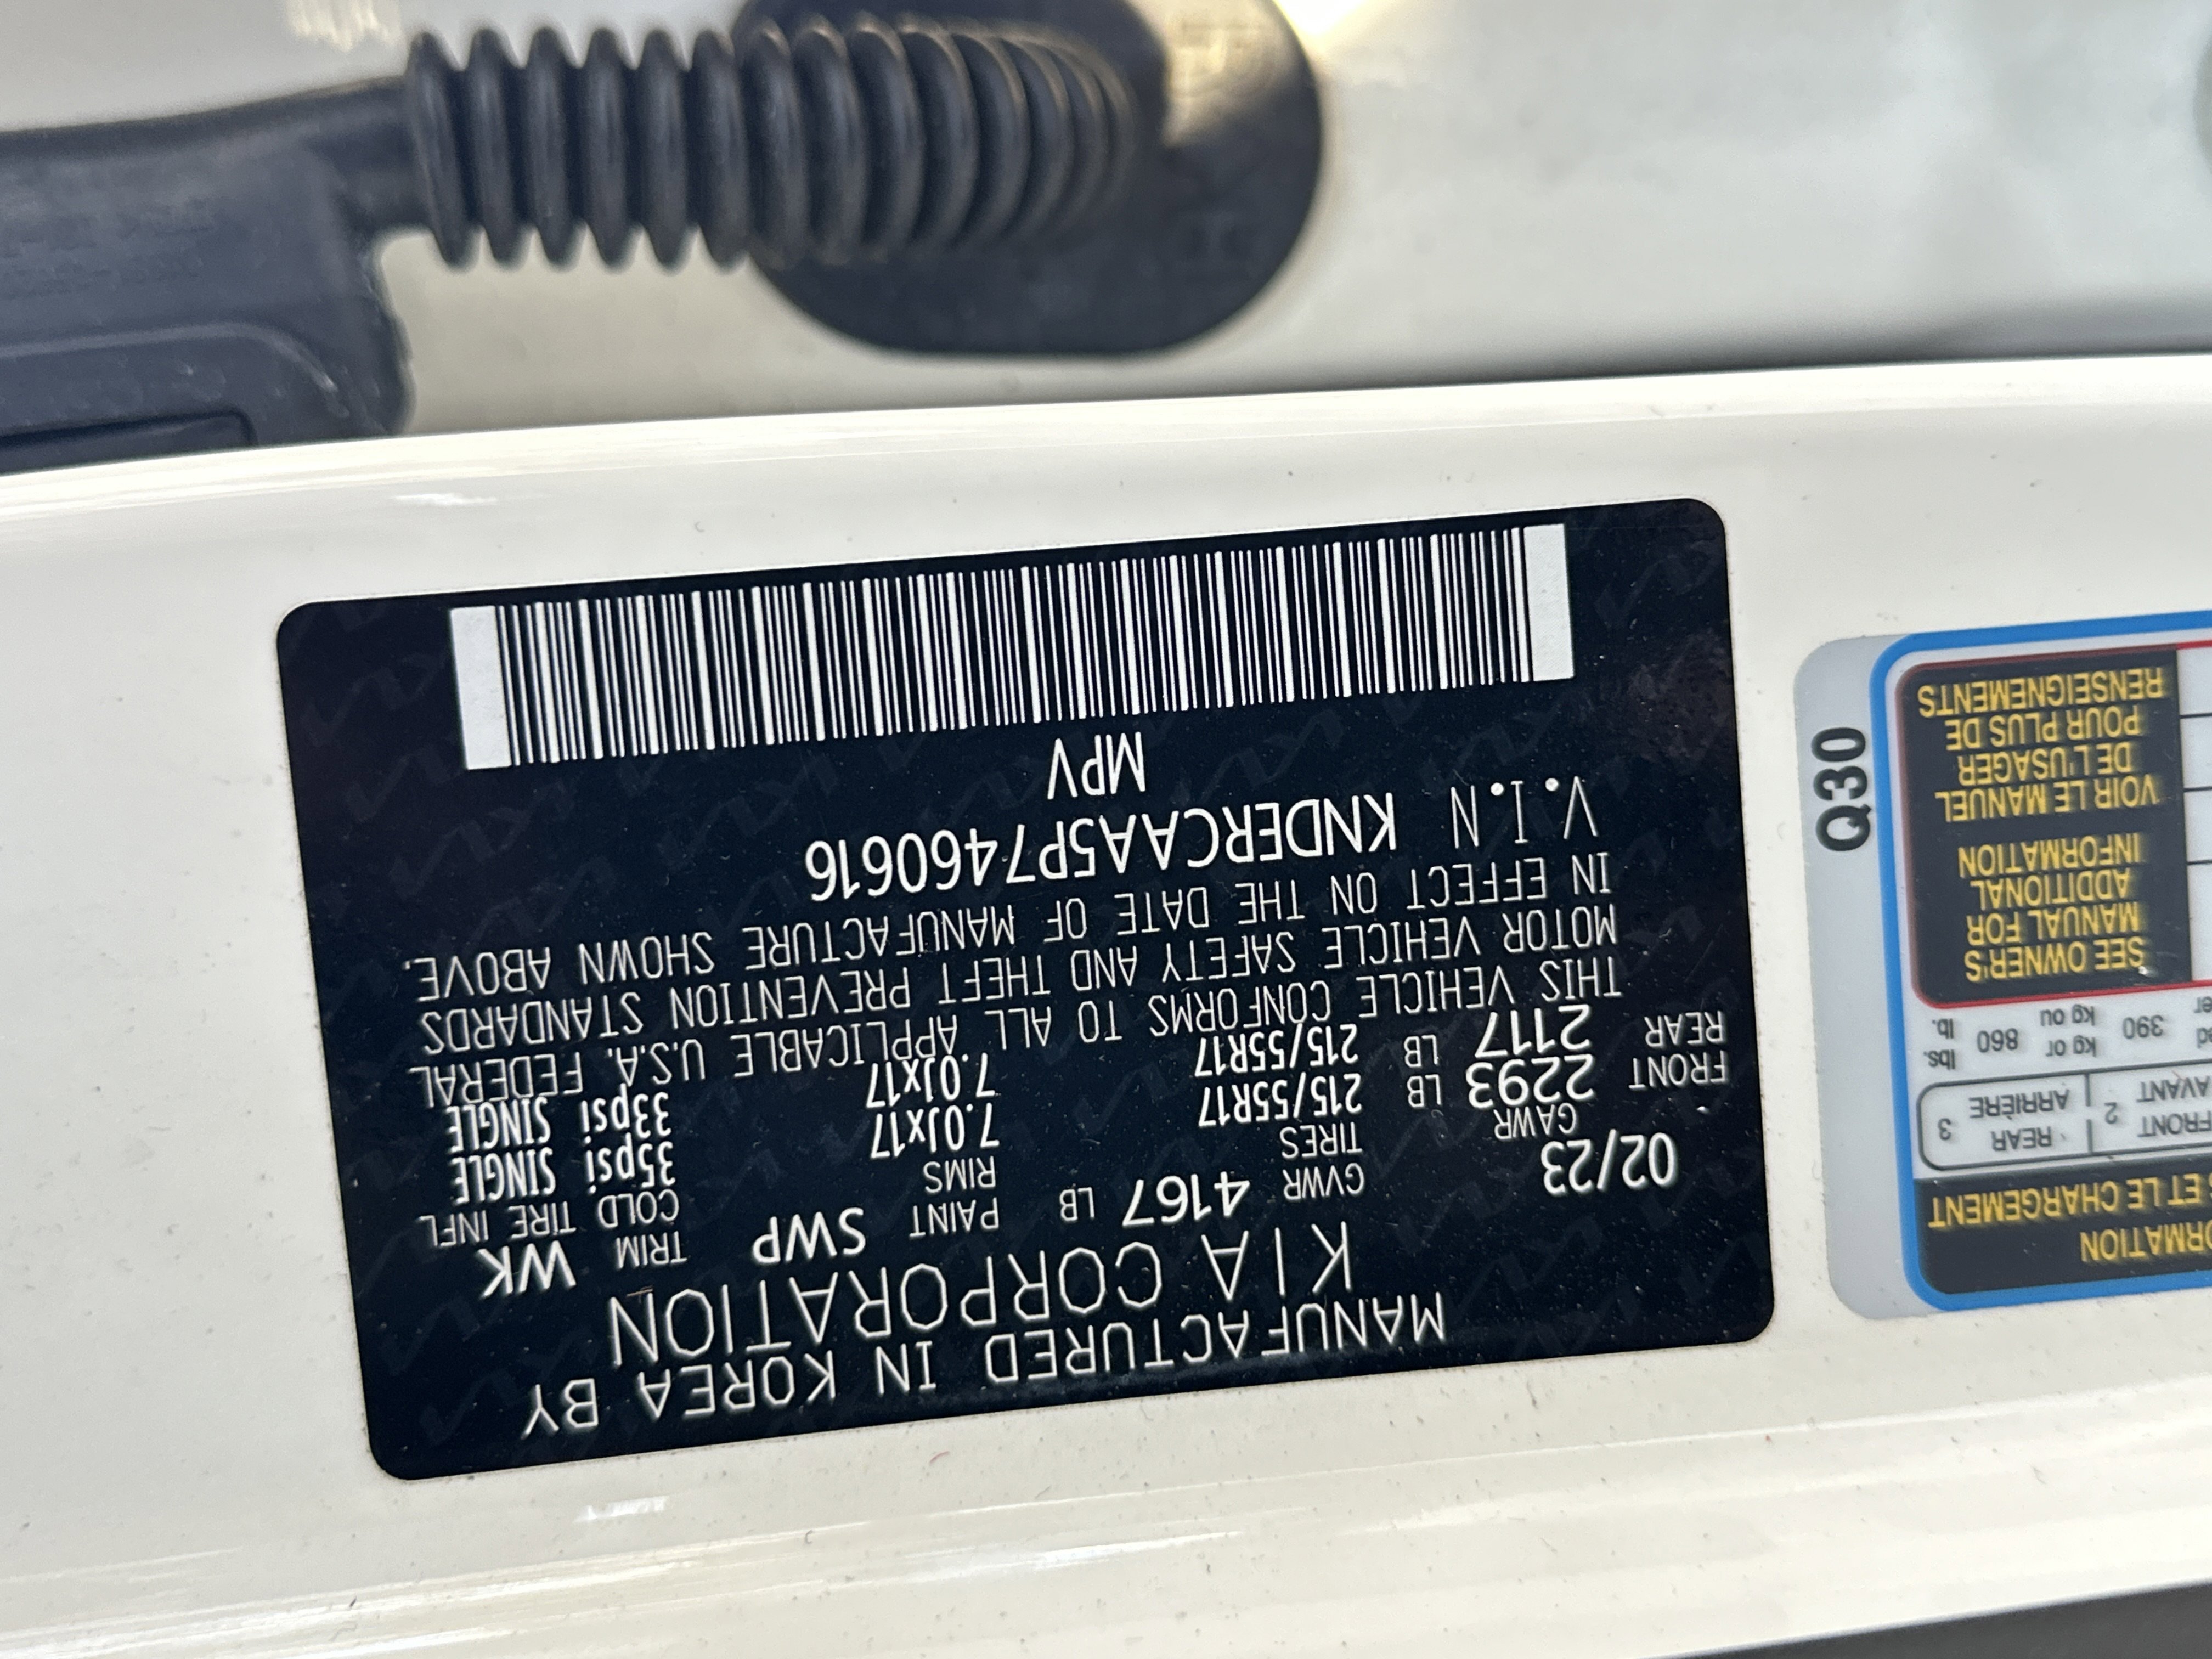 MANUFACTURED IN KOREA BY
KIA CORPORATION
02/23 GVWR 4167 LB PAINT SWP TRIM WK
GAWR TIRES RIMS COLD TIRE INFL
FRONT 2293 LB 215/55R17 7.0Jx17 35psi SINGLE
REAR 2117 LB 215/55R17 7.0Jx17 33psi SINGLE
THIS VEHICLE CONFORMS TO ALL APPLICABLE U.S.A. FEDERAL
MOTOR VEHICLE SAFETY AND THEFT PREVENTION STANDARDS
IN EFFECT ON THE DATE OF MANUFACTURE SHOWN ABOVE.
V.I.N KNDERCAA5P7460616
MPV
ET LE CHARGEMENT
FRONT 2 REAR 3
AVANT ARRIÈRE
390 kg or 860 lbs.
kg ou lb.
SEE OWNER'S
MANUAL FOR
ADDITIONAL
INFORMATION
VOIR LE MANUEL
DE L'USAGER
POUR PLUS DE
RENSEIGNEMENTS
Q30